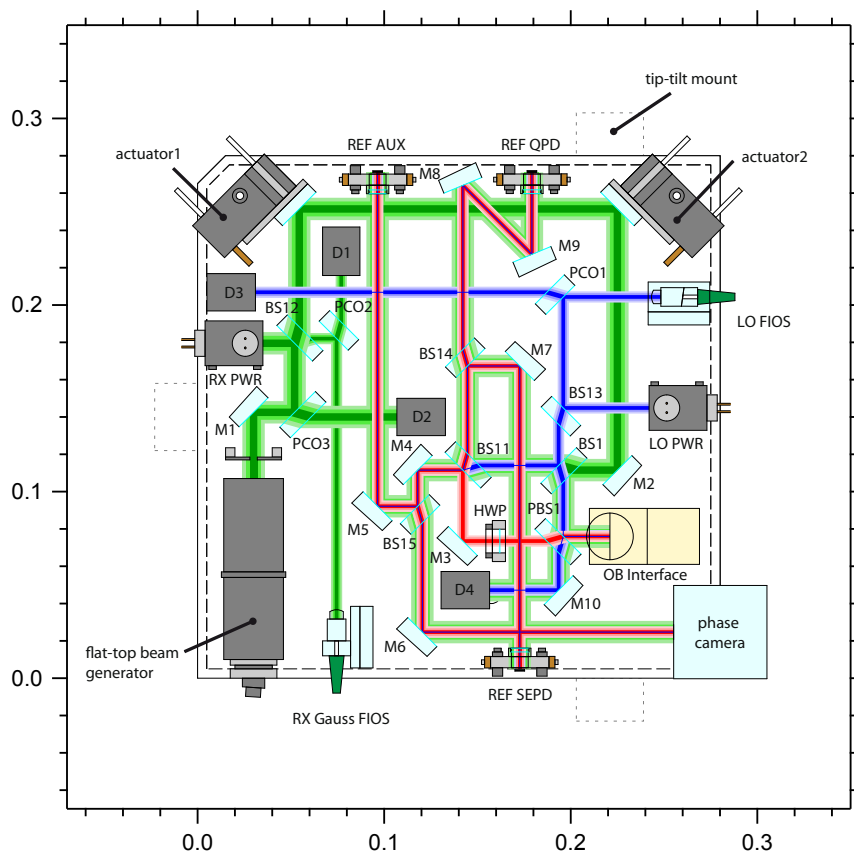 0.3
tip-tilt mount
actuator1
REF AUX
REF QPD
actuator2
M8
D1
M9
PCO1
D3
0.2
BS12
PCO2
LO FIOS
BS14
M7
RX PWR
BS13
M1
D2
PCO3
LO PWR
M4
BS11
BS1
M2
0.1
M5
HWP
PBS1
BS15
M3
OB Interface
D4
M10
phase
camera
M6
flat-top beam
generator
0.0
REF SEPD
RX Gauss FIOS
0.0
0.1
0.2
0.3